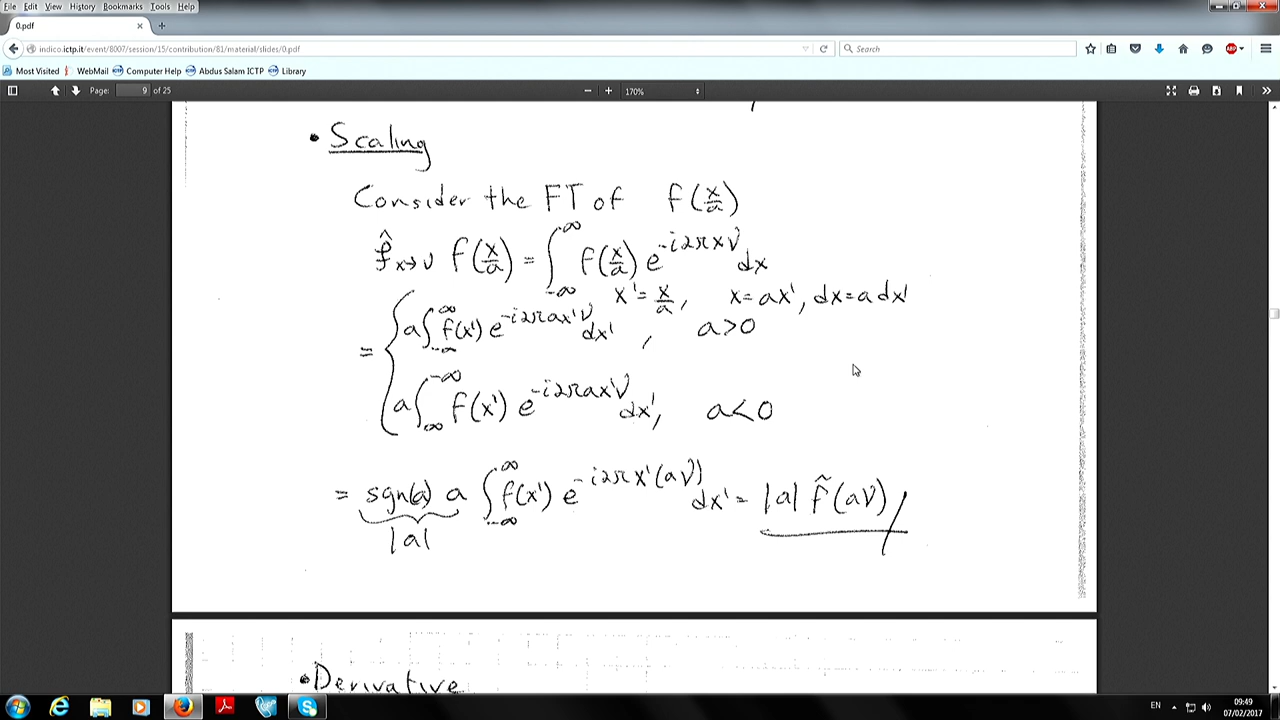 File Edit View History Bookmarks Tools Help
0.pdf × +
indico.ictp.it/event/8007/session/15/contribution/81/material/slides/0.pdf
Search
Most Visited WebMail Computer Help Abdus Salam ICTP Library
Page: 9 of 25
− + 170%
• Scaling
Consider the FT of f(x/a)
ℱ̂_{x→ν} f(x/a) = ∫_{-∞}^{∞} f(x/a) e^{-i2πxν} dx
x' = x/a, x = ax', dx = a dx'
= { a ∫_{-∞}^{∞} f(x') e^{-i2πax'ν} dx', a>0
a ∫_{∞}^{-∞} f(x') e^{-i2πax'ν} dx', a<0
= sgn(a) a ∫_{-∞}^{∞} f(x') e^{-i2πx'(aν)} dx' = |a| f̃(aν)
|a|
• Derivative
EN
09:49
07/02/2017